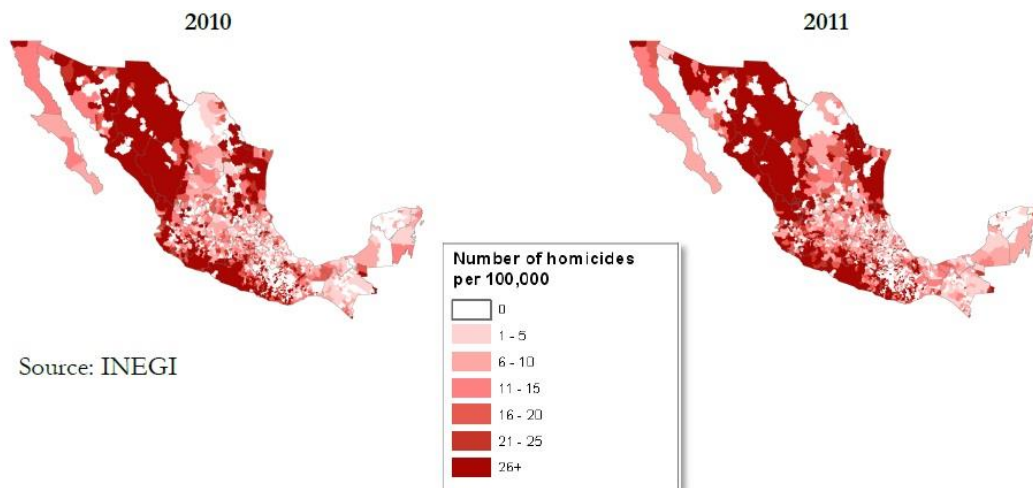 2010
2011
Number of homicides
per 100,000
0
1 - 5
6 - 10
11 - 15
16 - 20
21 - 25
26+
Source: INEGI